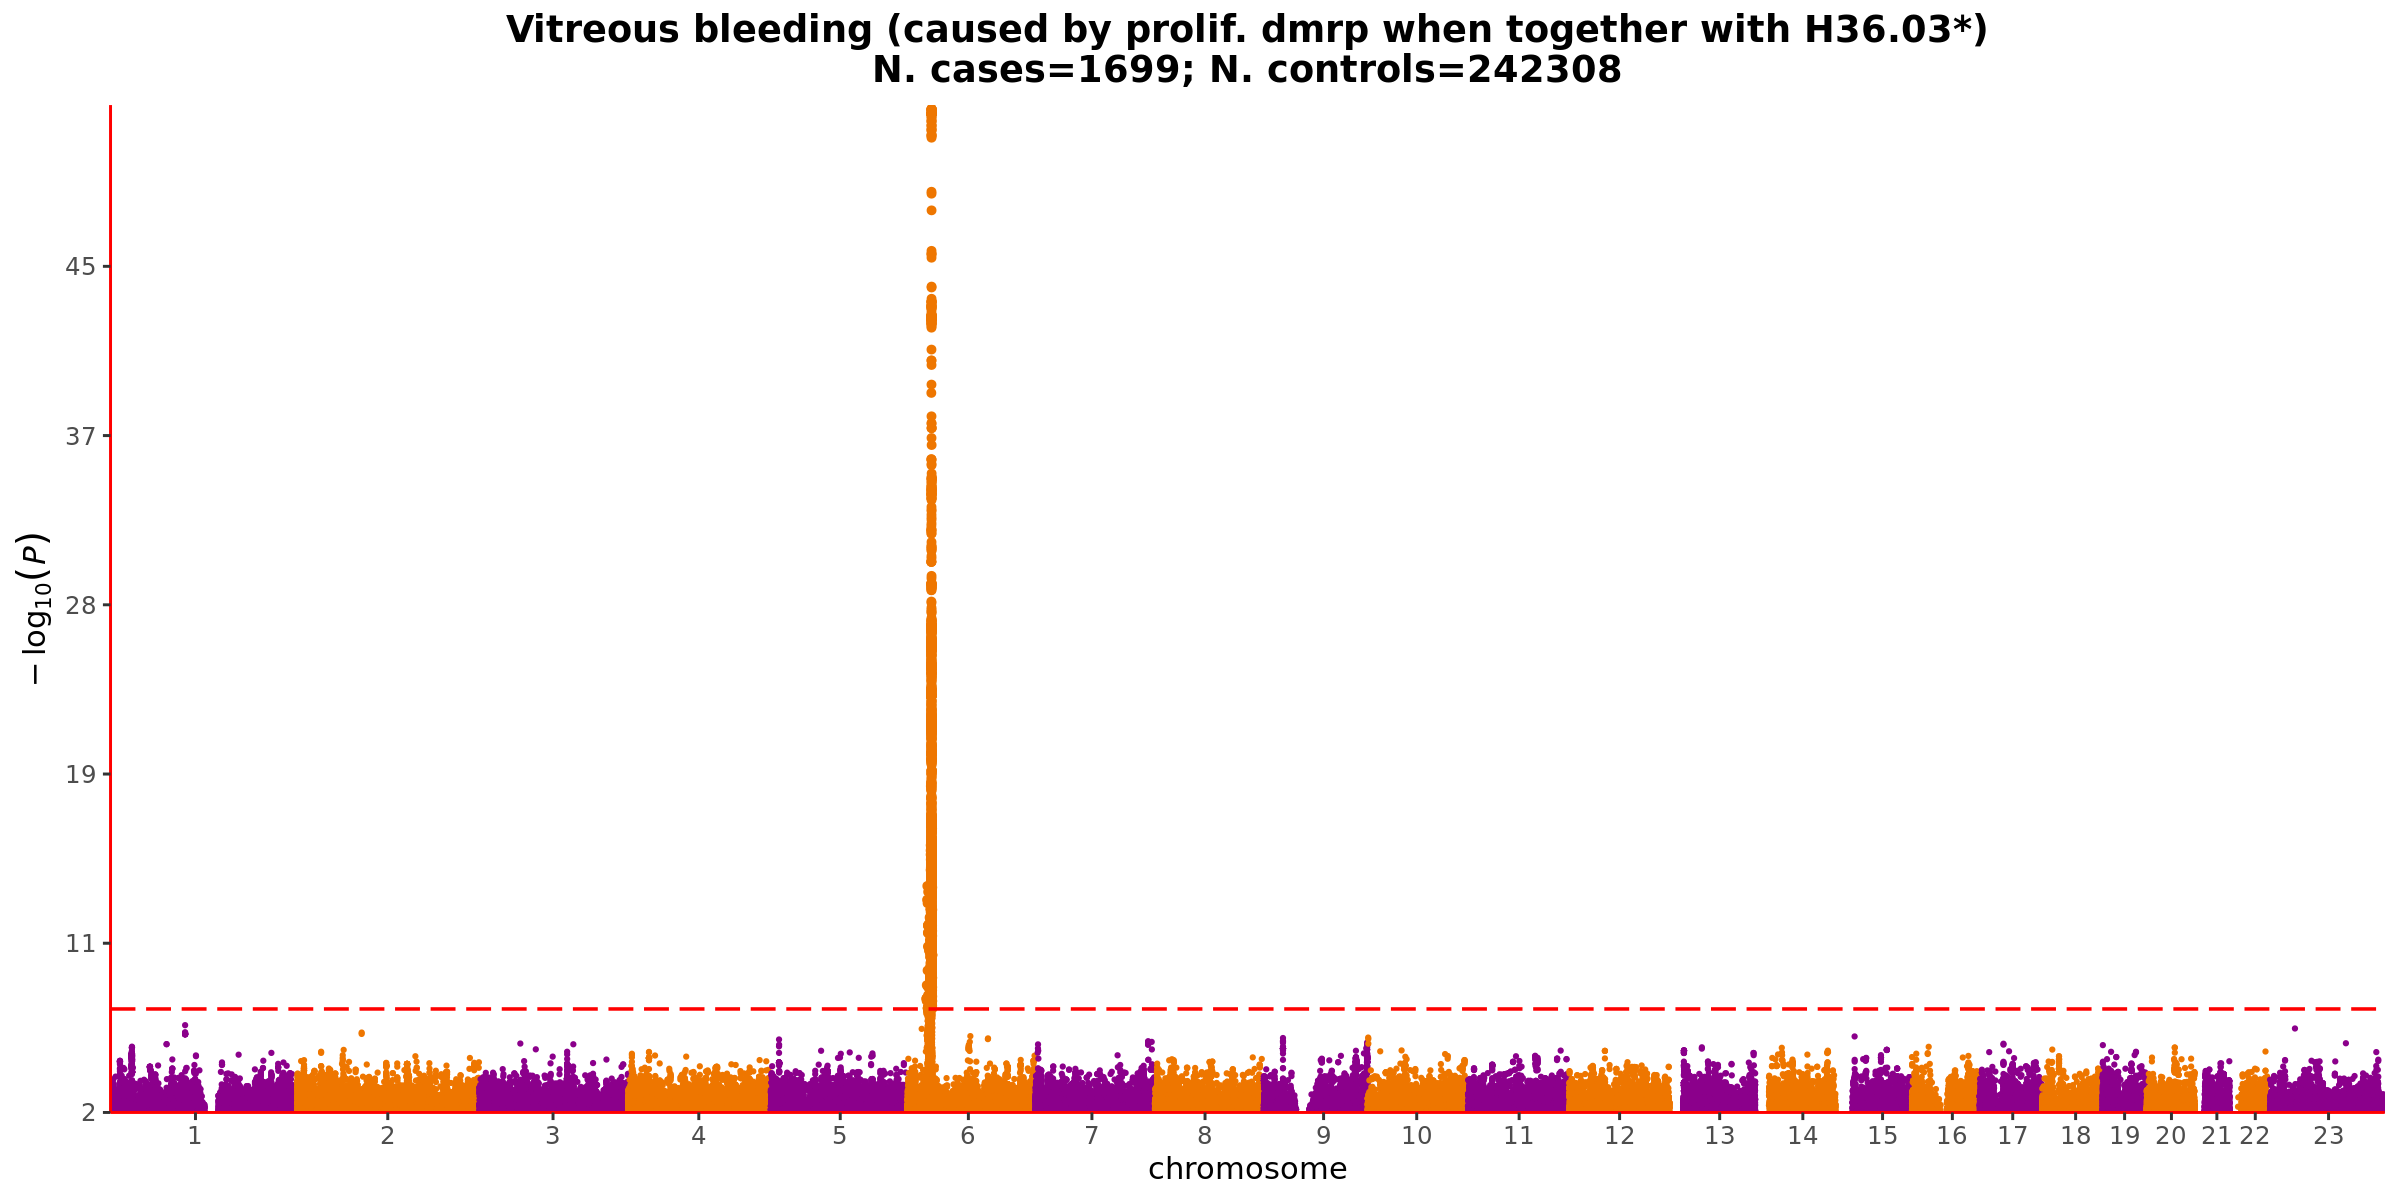 Vitreous bleeding (caused by prolif. dmrp when together with H36.03*)
N. cases=1699; N. controls=242308
45
37
28
19
11
2
−log10(P)
1 2 3 4 5 6 7 8 9 10 11 12 13 14 15 16 17 18 19 20 21 22 23
chromosome